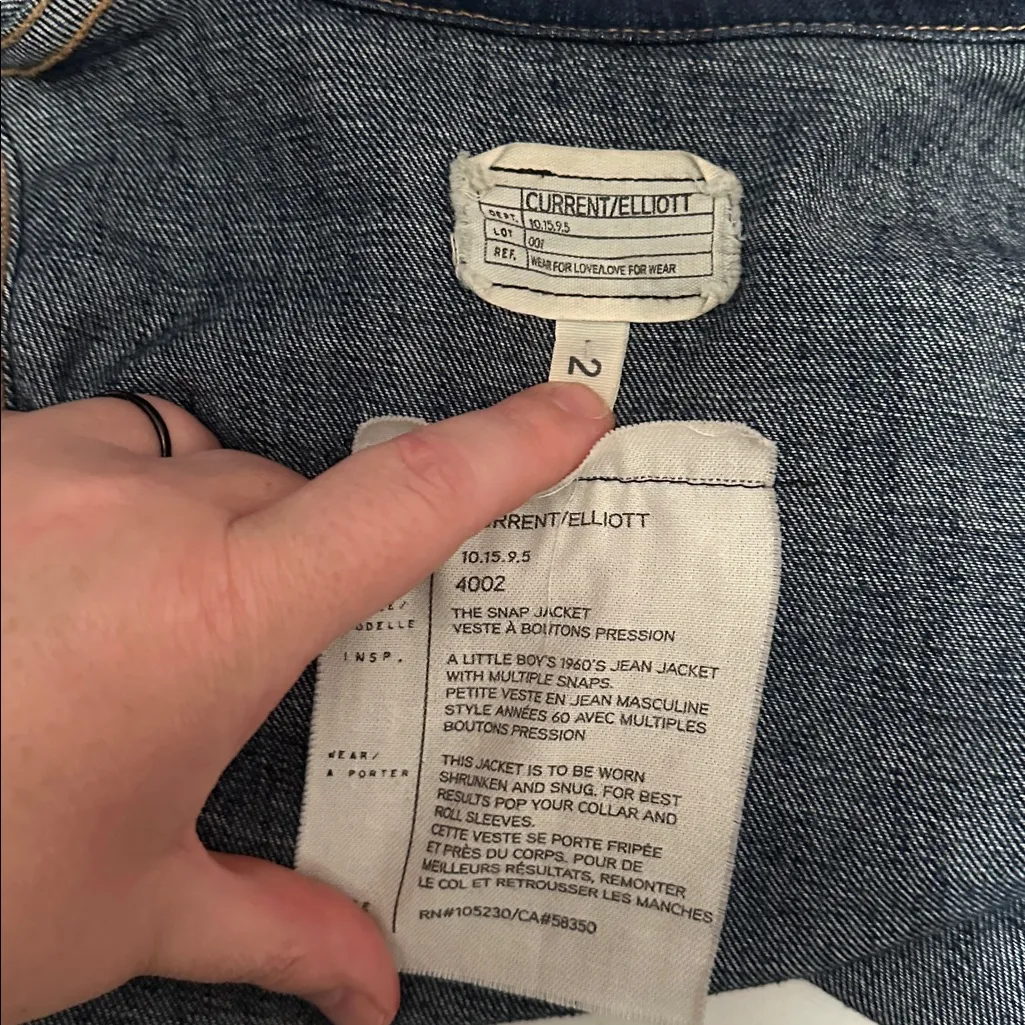 CURRENT/ELLIOTT
DEPT. 10.15.9.5
LOT 001
REF. WEAR FOR LOVE/LOVE FOR WEAR
2
10.15.9.5
4002
THE SNAP JACKET
VESTE À BOUTONS PRESSION
INSP.
A LITTLE BOY'S 1960'S JEAN JACKET
WITH MULTIPLE SNAPS.
PETITE VESTE EN JEAN MASCULINE
STYLE ANNÉES 60 AVEC MULTIPLES
BOUTONS PRESSION
WEAR/
A PORTER
THIS JACKET IS TO BE WORN
SHRUNKEN AND SNUG. FOR BEST
RESULTS POP YOUR COLLAR AND
ROLL SLEEVES.
CETTE VESTE SE PORTE FRIPÉE
ET PRÈS DU CORPS. POUR DE
MEILLEURS RÉSULTATS, REMONTER
LE COL ET RETROUSSER LES MANCHES
RN#105230/CA#58350